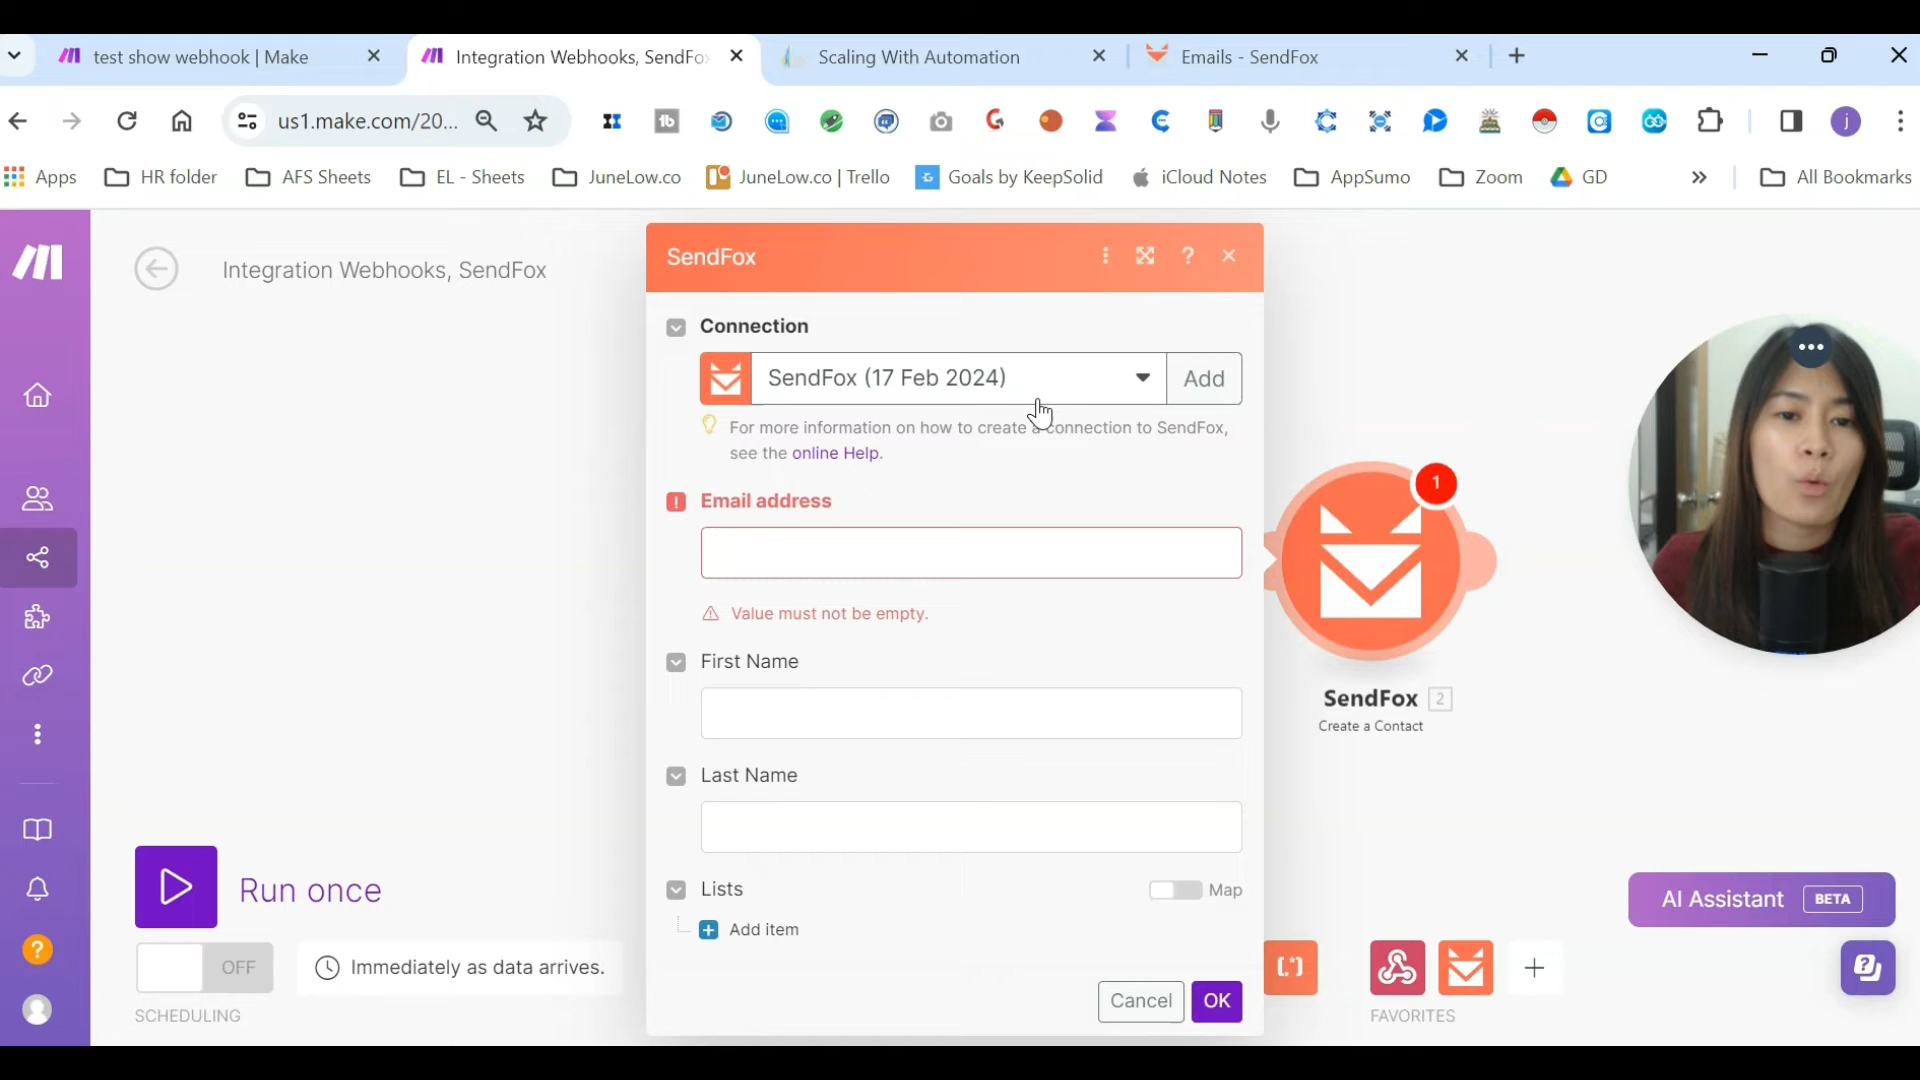 test show webhook | Make
Integration Webhooks, SendFo
Scaling With Automation
Emails - SendFox
us1.make.com/20...
Apps
HR folder
AFS Sheets
EL - Sheets
JuneLow.co
JuneLow.co | Trello
Goals by KeepSolid
iCloud Notes
AppSumo
Zoom
GD
All Bookmarks
Integration Webhooks, SendFox
SendFox
Connection
SendFox (17 Feb 2024)
Add
For more information on how to create a connection to SendFox,
see the online Help.
Email address
Value must not be empty.
First Name
Last Name
Lists
Map
Add item
Cancel
OK
1
SendFox 2
Create a Contact
Run once
OFF
Immediately as data arrives.
SCHEDULING
AI Assistant BETA
FAVORITES